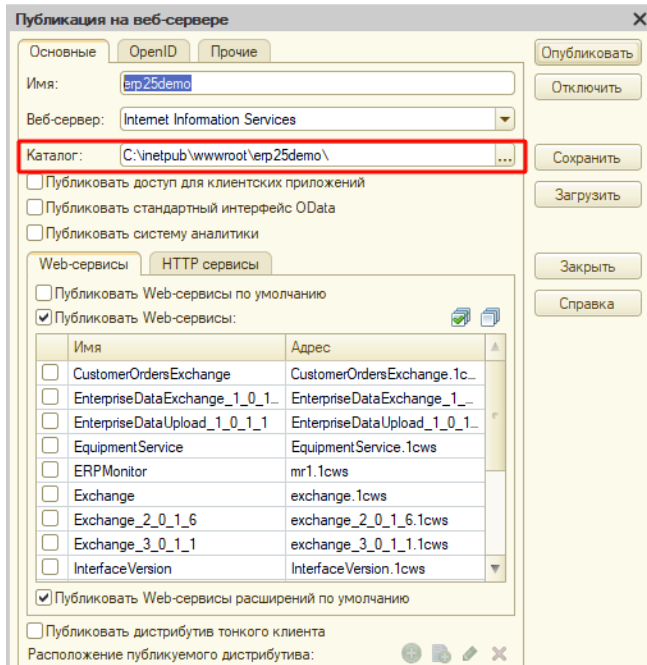 Публикация на веб-сервере
Основные OpenID Прочие
Опубликовать
Имя: erp25demo
Отключить
Веб-сервер: Internet Information Services
Каталог: C:\inetpub\wwwroot\erp25demo\ ...
Сохранить
Публиковать доступ для клиентских приложений
Загрузить
Публиковать стандартный интерфейс OData
Публиковать систему аналитики
Web-сервисы HTTP сервисы
Закрыть
Публиковать Web-сервисы по умолчанию
Справка
Публиковать Web-сервисы:
Имя Адрес
CustomerOrdersExchange CustomerOrdersExchange.1c...
EnterpriseDataExchange_1_0_1... EnterpriseDataExchange_1_...
EnterpriseDataUpload_1_0_1_1 EnterpriseDataUpload_1_0_1...
EquipmentService EquipmentService.1cws
ERPMonitor mr1.1cws
Exchange exchange.1cws
Exchange_2_0_1_6 exchange_2_0_1_6.1cws
Exchange_3_0_1_1 exchange_3_0_1_1.1cws
InterfaceVersion InterfaceVersion.1cws
Публиковать Web-сервисы расширений по умолчанию
Публиковать дистрибутив тонкого клиента
Расположение публикуемого дистрибутива: